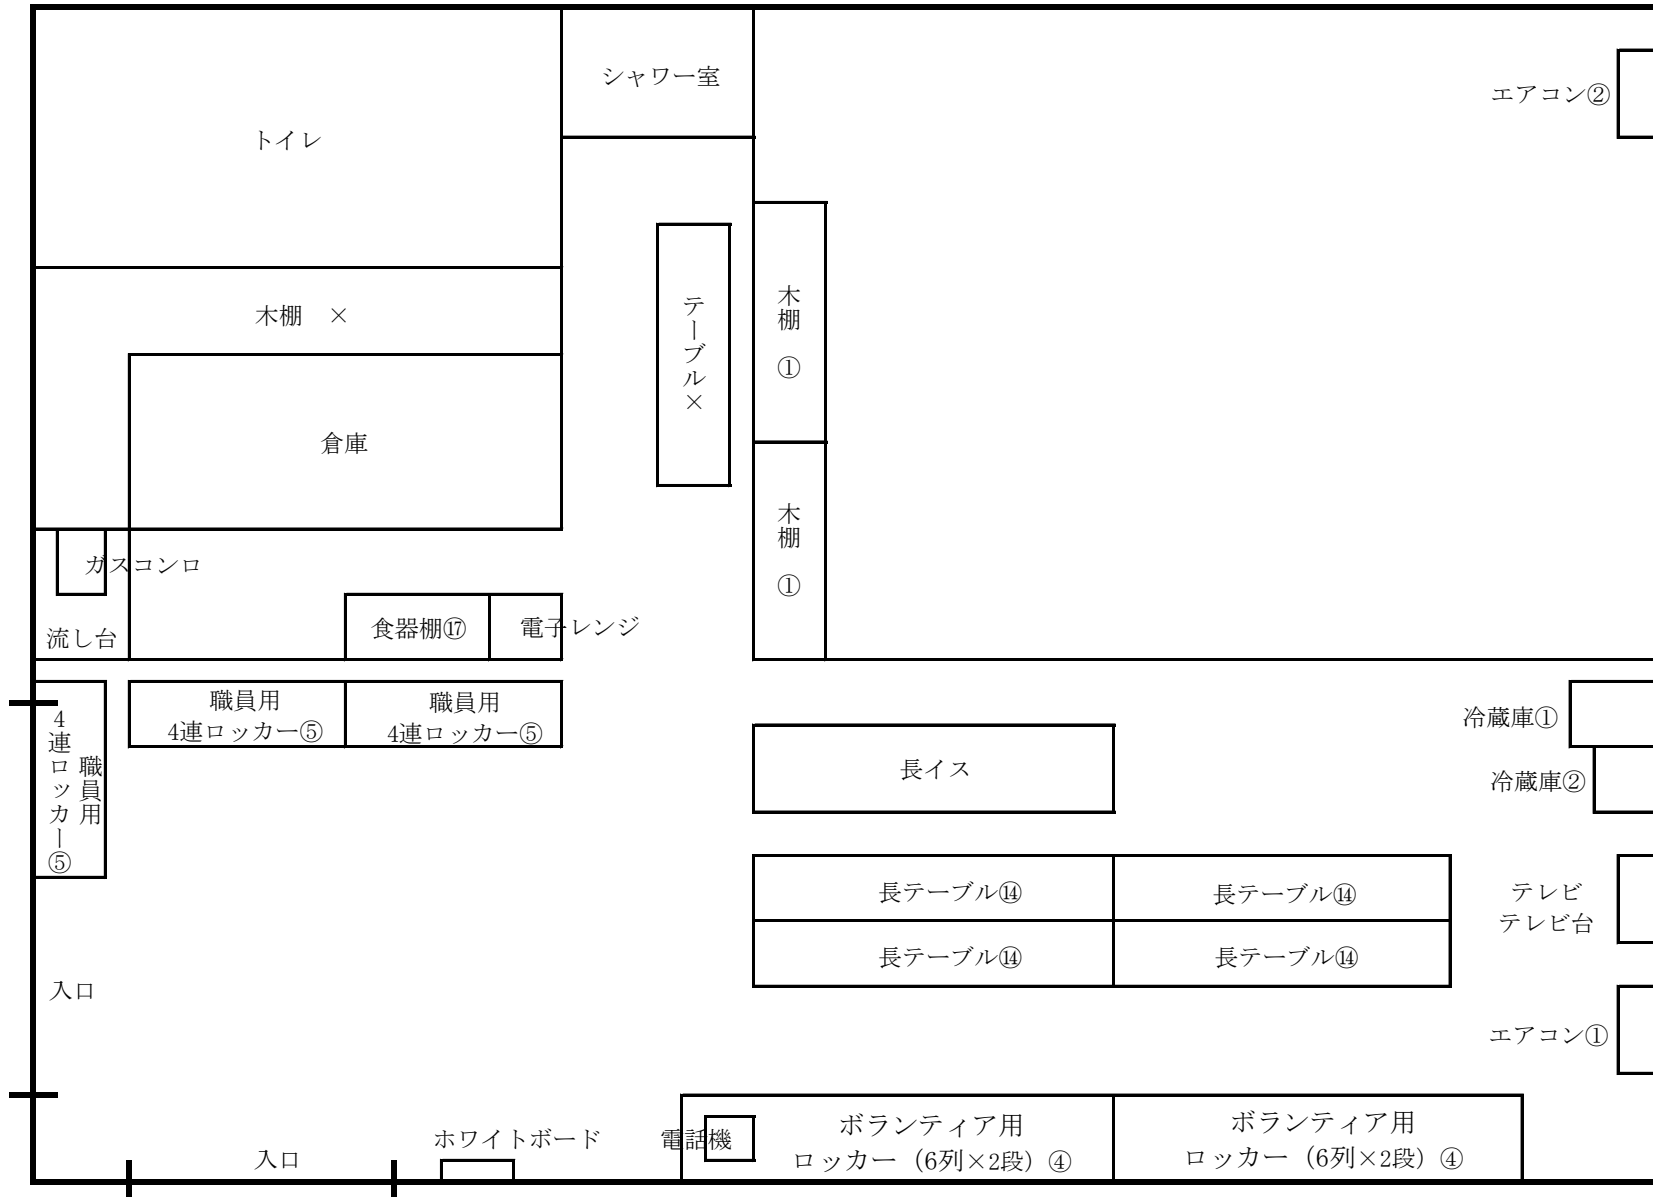 シャワー室
エアコン②
トイレ
木棚　×
テーブル×
木棚　①
倉庫
木棚　①
ガスコンロ
食器棚⑰
電子レンジ
流し台
職員用
4連ロッカー⑤
職員用
4連ロッカー⑤
職員用
4連ロッカー⑤
冷蔵庫①
長イス
冷蔵庫②
長テーブル⑭
長テーブル⑭
テレビ
テレビ台
長テーブル⑭
長テーブル⑭
入口
エアコン①
ボランティア用
ロッカー（6列×2段）④
ボランティア用
ロッカー（6列×2段）④
ホワイトボード
電話機
入口